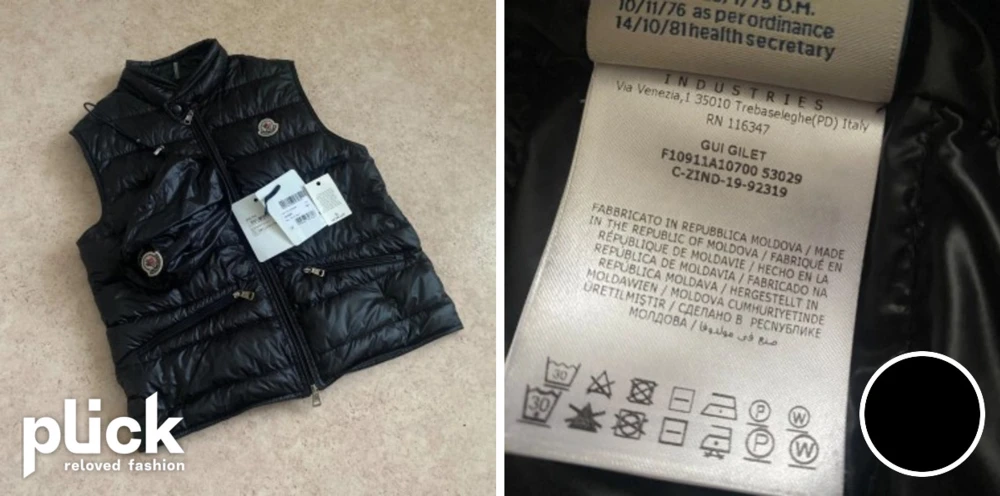 plick
reloved fashion
10/11/76 as per ordinance
14/10/81 health secretary
INDUSTRIES
Via Venezia,1 35010 Trebaseleghe(PD) Italy
RN 116347
GUI GILET
F10911A10700 53029
C-ZIND-19-92319
FABBRICATO IN REPUBBLICA MOLDOVA / MADE
IN THE REPUBLIC OF MOLDOVA / FABRIQUÉ EN
RÉPUBLIQUE DE MOLDAVIE / HECHO EN LA
REPÚBLICA DE MOLDAVIA / FABRICADO NA
REPÚBLICA MOLDAVA / HERGESTELLT IN
MOLDAWIEN / MOLDOVA CUMHURIYETINDE
ÜRETILMIŞTIR / СДЕЛАНО В РЕСПУБЛИКЕ
МОЛДОВА / صنع في مولدوفا
30
P
W
30
P
W